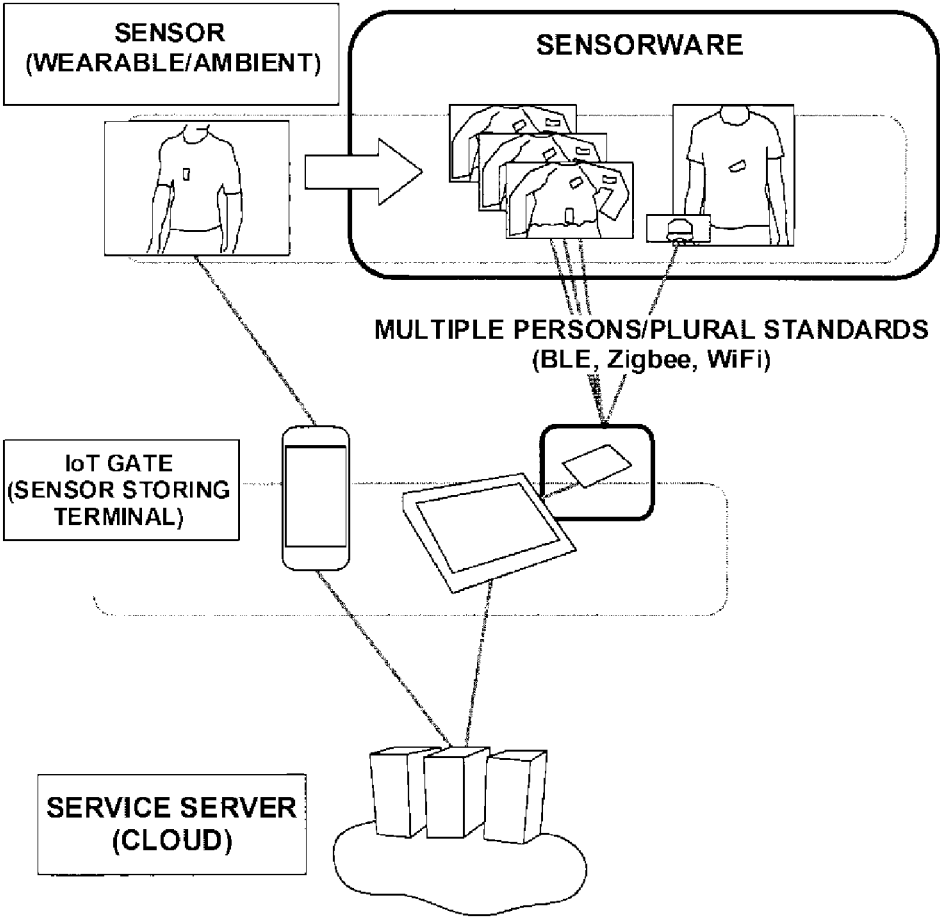 SENSOR
(WEARABLE/AMBIENT)
SENSORWARE
MULTIPLE PERSONS/PLURAL STANDARDS
(BLE, Zigbee, WiFi)
IoT GATE
(SENSOR STORING
TERMINAL)
SERVICE SERVER
(CLOUD)